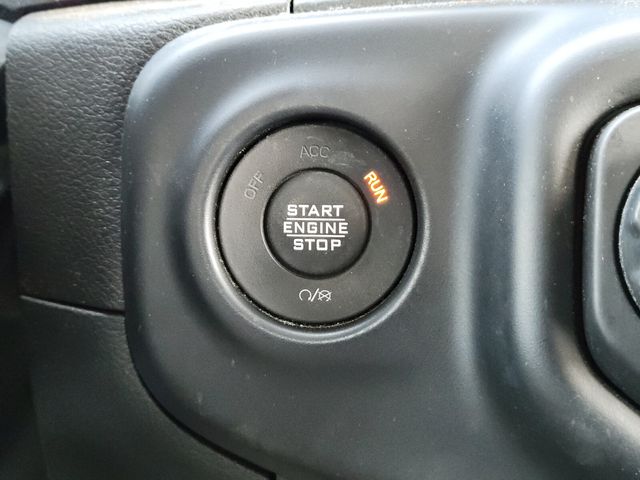 ACC
OFF
RUN
START
ENGINE
STOP